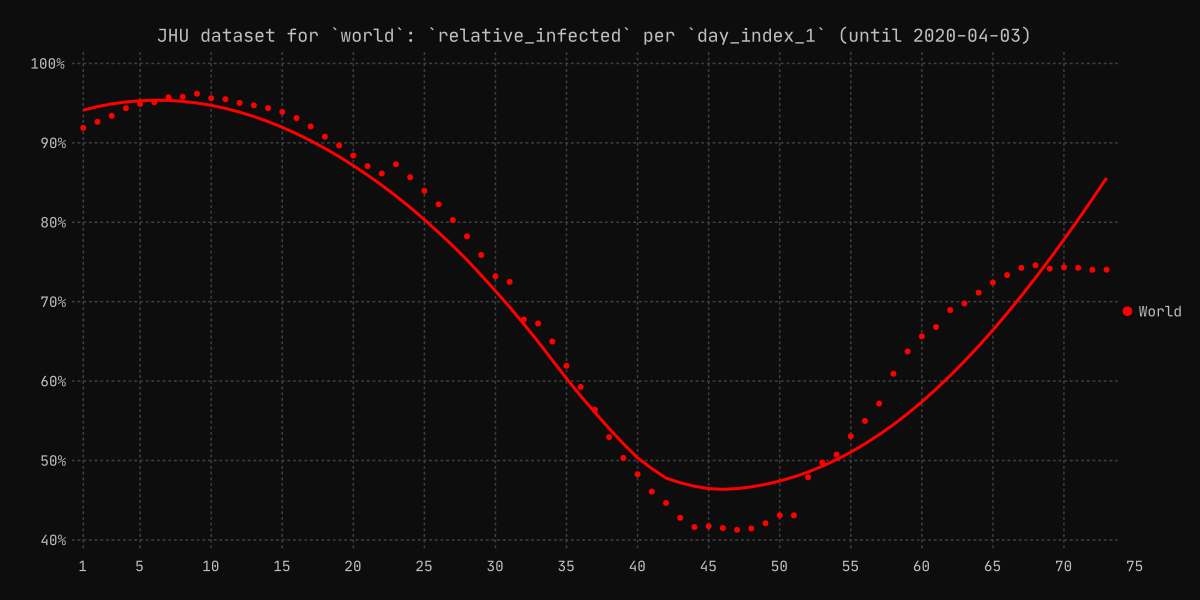 JHU dataset for `world`: `relative_infected` per `day_index_1` (until 2020-04-03)
100%
90%
80%
70%
60%
50%
40%
1 5 10 15 20 25 30 35 40 45 50 55 60 65 70 75
World